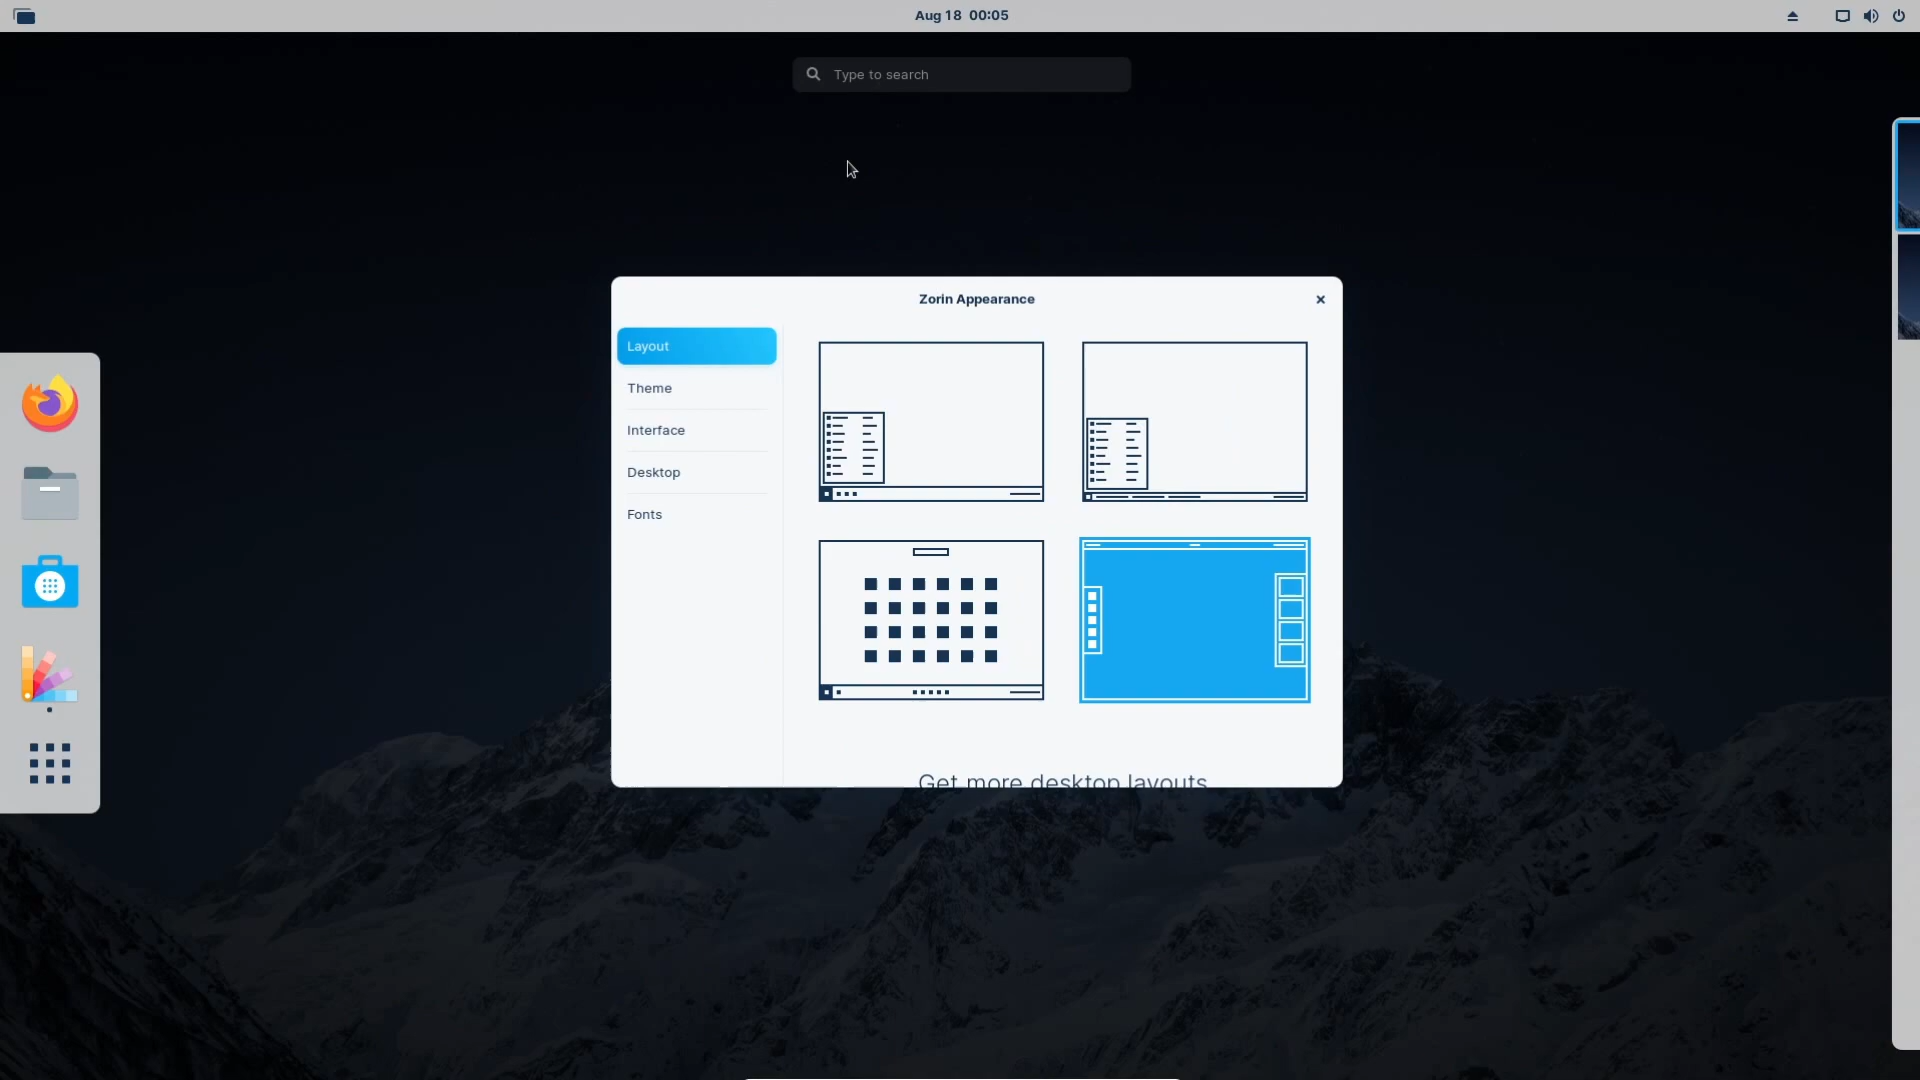 Aug 18 00:05
Type to search
Zorin Appearance
Layout
Theme
Interface
Desktop
Fonts
Get more desktop layouts